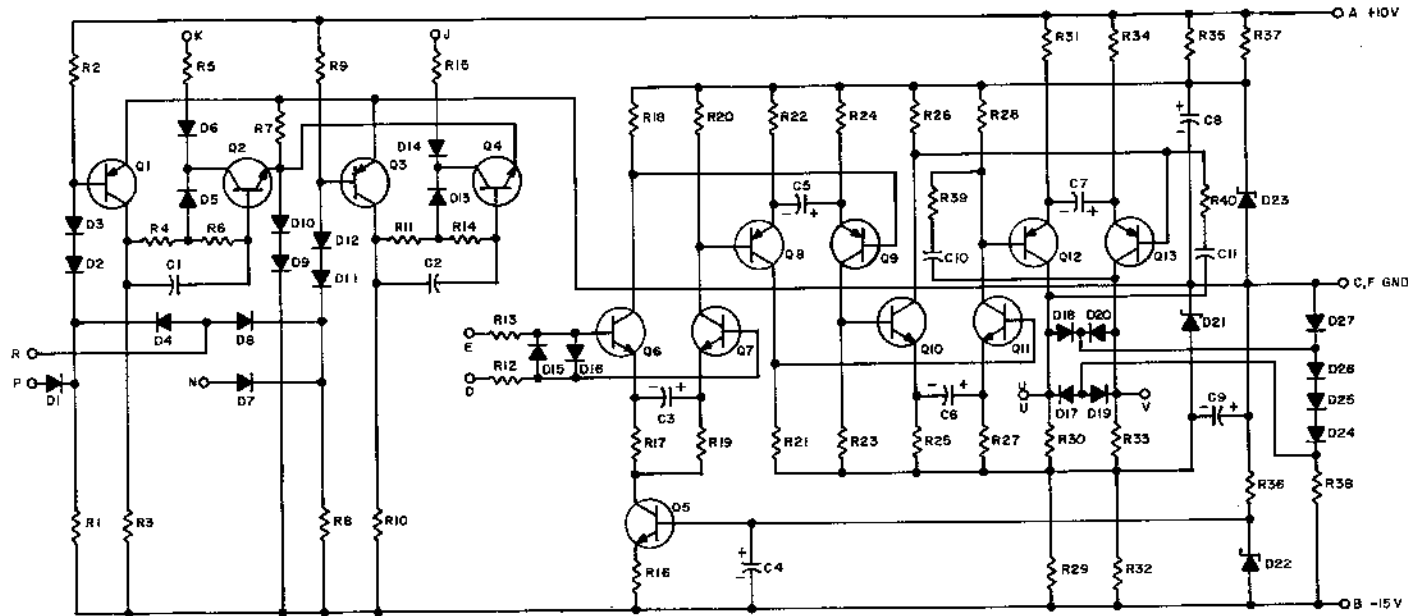 A +10V
R2
K
R5
R9
J
R15
R31
R34
R35
R37
D6
R7
Q2
D14
Q4
R18
R20
R22
R24
R26
R28
C8
Q1
Q3
D5
D13
C5
R39
C7
R40
D23
D3
R4
R6
D10
D12
R11
R14
Q8
Q9
C10
Q12
Q13
C11
D2
C1
D9
D11
C2
C,F GND
D4
D8
R13
E
Q6
Q7
Q10
Q11
D18
D20
D21
D27
R
P
D1
N
D7
R12
D
D15
D16
C3
C6
U
U
D17
D19
V
C9
D26
D25
D24
R17
R19
R21
R23
R25
R27
R30
R33
R36
R38
R1
R3
R8
R10
Q5
R16
C4
R29
R32
D22
B -15V